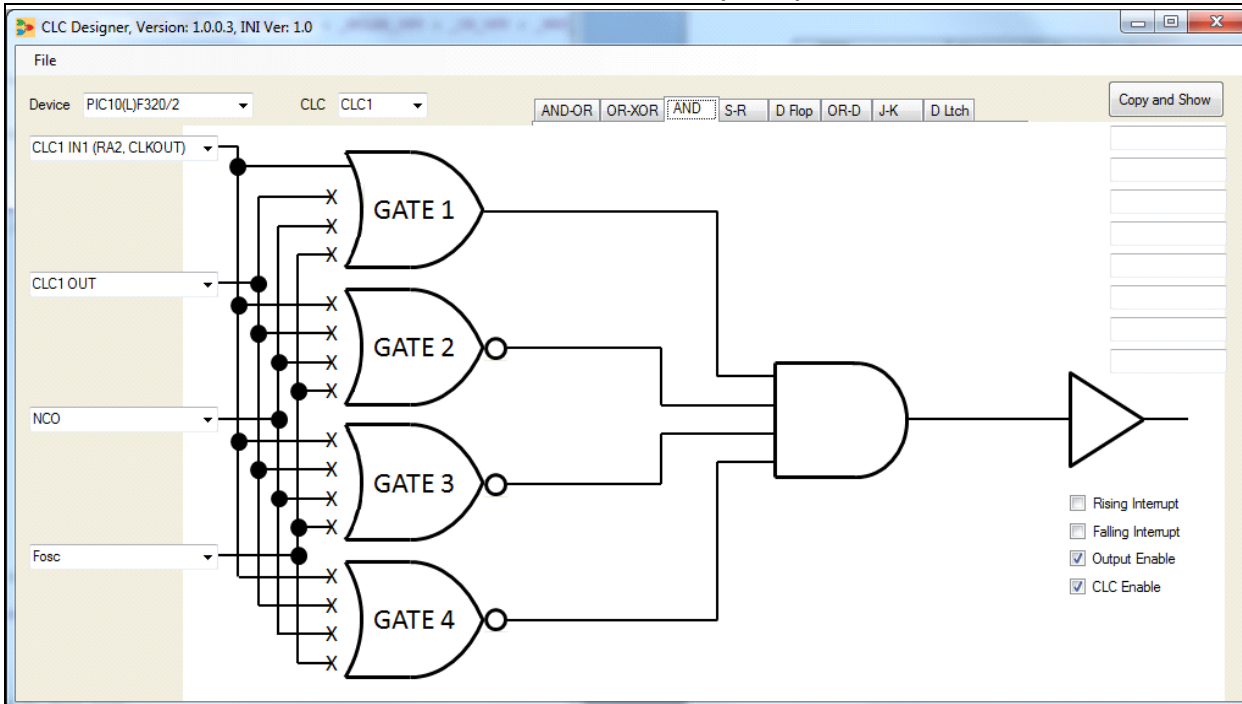 CLC Designer, Version: 1.0.0.3, INI Ver: 1.0
File
Device PIC10(L)F320/2 CLC CLC1
AND-OR OR-XOR AND S-R D Flop OR-D J-K D Ltch
Copy and Show
CLC1 IN1 (RA2, CLKOUT)
X
GATE 1
X
X
CLC1 OUT
X
X
GATE 2
X
X
NCO
X
X
GATE 3
X
X
Rising Interrupt
Falling Interrupt
Fosc
Output Enable
X
CLC Enable
X
GATE 4
X
X